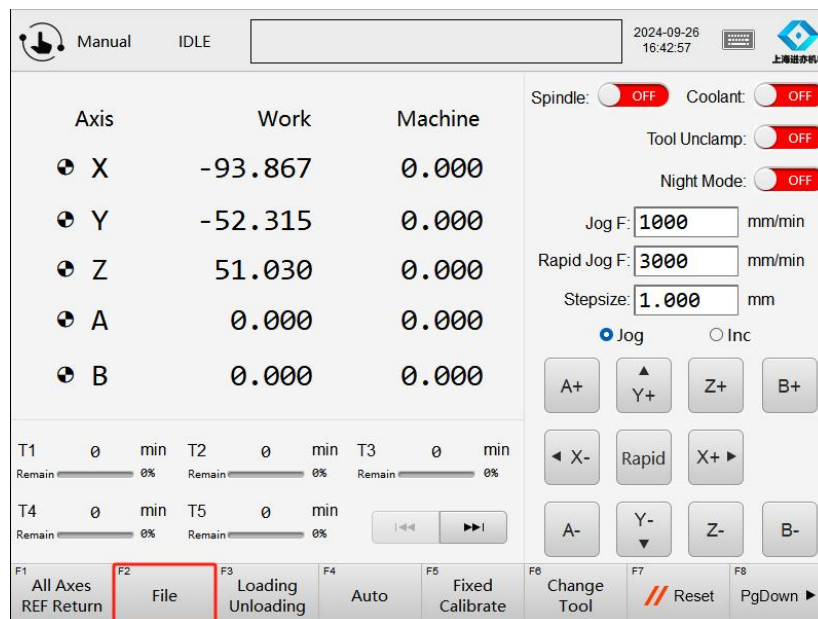 Manual IDLE 2024-09-26
16:42:57
上海进亦机
Spindle: OFF Coolant: OFF
Axis Work Machine
Tool Unclamp: OFF
X -93.867 0.000
Night Mode: OFF
Y -52.315 0.000
Jog F: 1000 mm/min
Z 51.030 0.000
Rapid Jog F: 3000 mm/min
Stepsize: 1.000 mm
A 0.000 0.000
Jog Inc
B 0.000 0.000
A+ Y+ Z+ B+
T1 0 min T2 0 min T3 0 min
Remain 0% Remain 0% Remain 0%
X- Rapid X+
T4 0 min T5 0 min
Remain 0% Remain 0%
A- Y- Z- B-
F1 All Axes REF Return
F2 File
F3 Loading Unloading
F4 Auto
F5 Fixed Calibrate
F6 Change Tool
F7 Reset
F8 PgDown